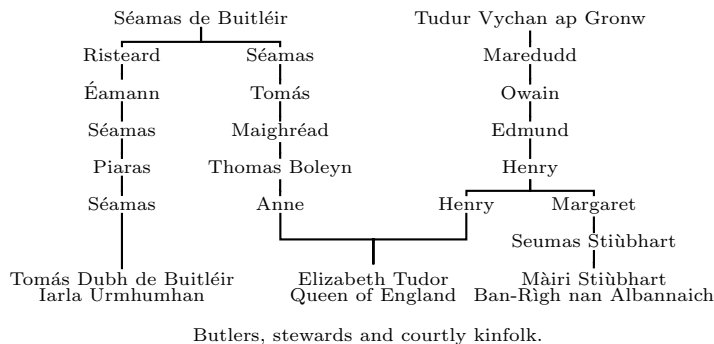 Séamas de Buitléir Tudur Vychan ap Gronw
Risteard Séamas Maredudd
Éamann Tomás Owain
Séamas Maighréad Edmund
Piaras Thomas Boleyn Henry
Séamas Anne Henry Margaret
Seumas Stiùbhart
Tomás Dubh de Buitléir Elizabeth Tudor Màiri Stiùbhart
Iarla Urmhumhan Queen of England Ban-Rìgh nan Albannaich
Butlers, stewards and courtly kinfolk.